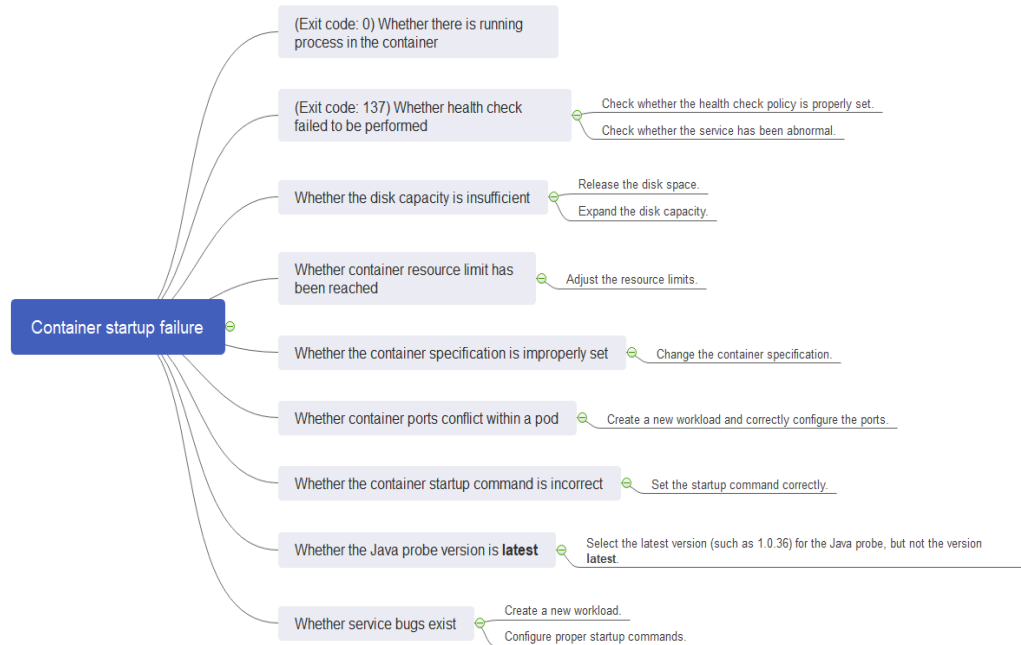 (Exit code: 0) Whether there is running
process in the container
(Exit code: 137) Whether health check
failed to be performed
Check whether the health check policy is properly set.
Check whether the service has been abnormal.
Whether the disk capacity is insufficient
Release the disk space.
Expand the disk capacity.
Whether container resource limit has
been reached
Adjust the resource limits.
Container startup failure
Whether the container specification is improperly set
Change the container specification.
Whether container ports conflict within a pod
Create a new workload and correctly configure the ports.
Whether the container startup command is incorrect
Set the startup command correctly.
Whether the Java probe version is latest
Select the latest version (such as 1.0.36) for the Java probe, but not the version
latest.
Whether service bugs exist
Create a new workload.
Configure proper startup commands.